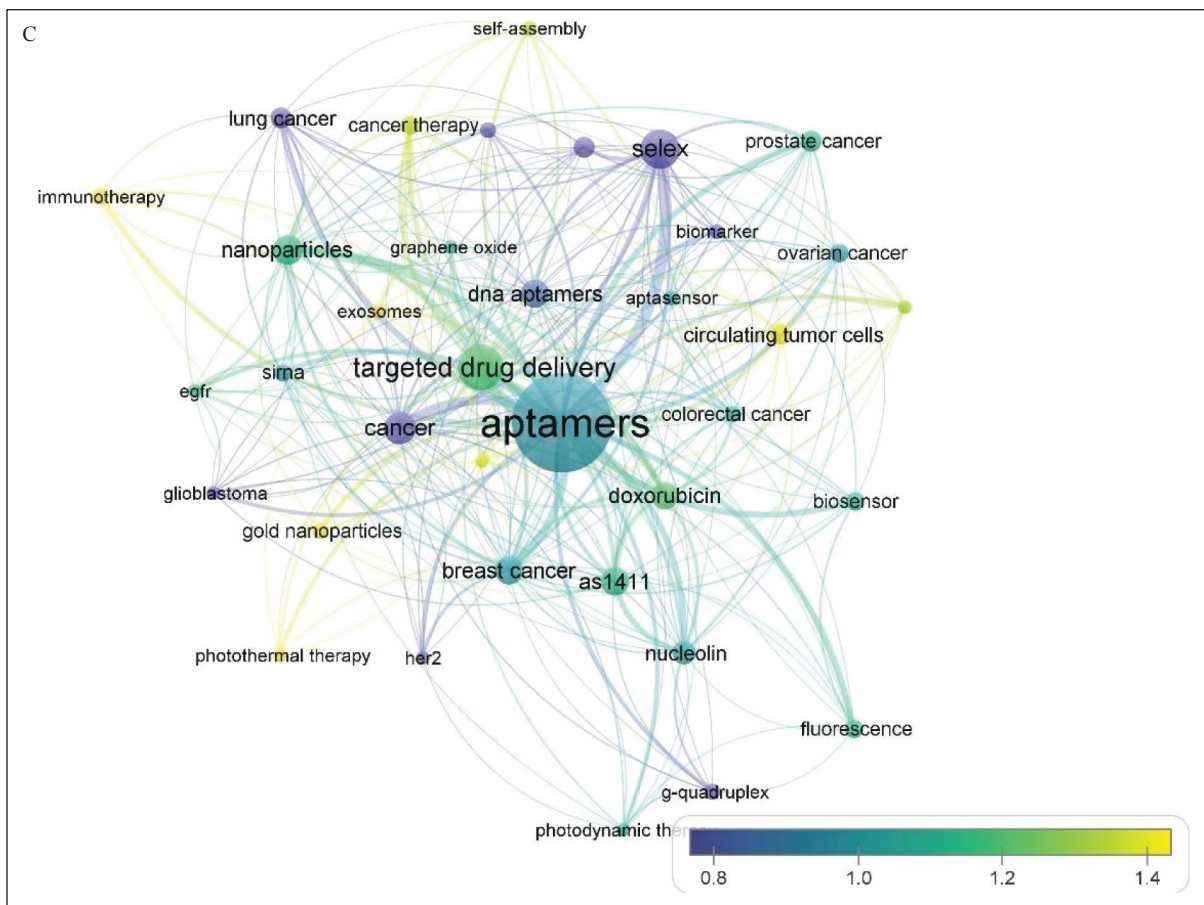 C
self-assembly
lung cancer
cancer therapy
selex
prostate cancer
immunotherapy
nanoparticles
graphene oxide
biomarker
ovarian cancer
dna aptamers
aptasensor
exosomes
circulating tumor cells
targeted drug delivery
sirna
egfr
aptamers
colorectal cancer
cancer
glioblastoma
doxorubicin
biosensor
gold nanoparticles
breast cancer
as1411
photothermal therapy
her2
nucleolin
fluorescence
g-quadruplex
photodynamic therapy
0.8 1.0 1.2 1.4